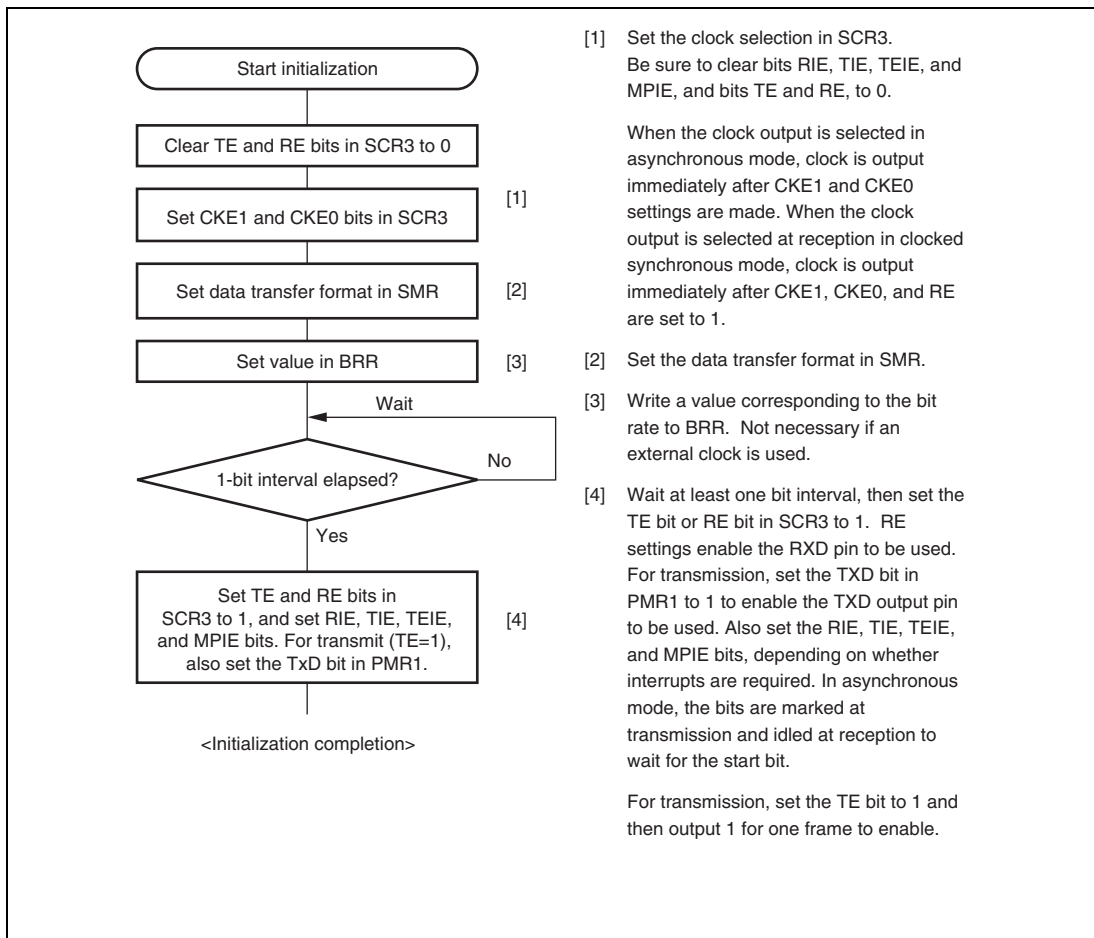 Start initialization
Clear TE and RE bits in SCR3 to 0
Set CKE1 and CKE0 bits in SCR3
[1]
Set data transfer format in SMR
[2]
Set value in BRR
[3]
Wait
1-bit interval elapsed?
No
Yes
Set TE and RE bits in
SCR3 to 1, and set RIE, TIE, TEIE,
and MPIE bits. For transmit (TE=1),
also set the TxD bit in PMR1.
[4]
<Initialization completion>
[1] Set the clock selection in SCR3.
Be sure to clear bits RIE, TIE, TEIE, and
MPIE, and bits TE and RE, to 0.
When the clock output is selected in
asynchronous mode, clock is output
immediately after CKE1 and CKE0
settings are made. When the clock
output is selected at reception in clocked
synchronous mode, clock is output
immediately after CKE1, CKE0, and RE
are set to 1.
[2] Set the data transfer format in SMR.
[3] Write a value corresponding to the bit
rate to BRR. Not necessary if an
external clock is used.
[4] Wait at least one bit interval, then set the
TE bit or RE bit in SCR3 to 1. RE
settings enable the RXD pin to be used.
For transmission, set the TXD bit in
PMR1 to 1 to enable the TXD output pin
to be used. Also set the RIE, TIE, TEIE,
and MPIE bits, depending on whether
interrupts are required. In asynchronous
mode, the bits are marked at
transmission and idled at reception to
wait for the start bit.
For transmission, set the TE bit to 1 and
then output 1 for one frame to enable.